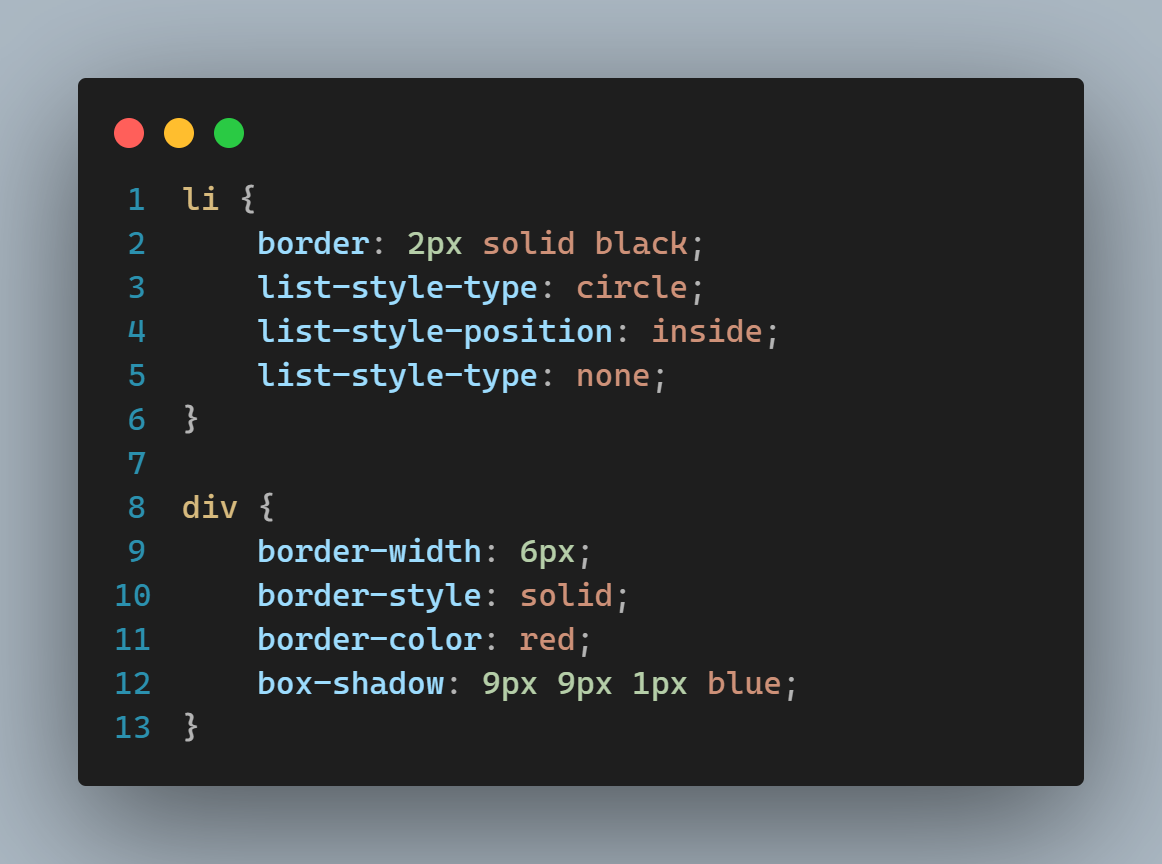 1 li {
2     border: 2px solid black;
3     list-style-type: circle;
4     list-style-position: inside;
5     list-style-type: none;
6 }
7
8 div {
9     border-width: 6px;
10     border-style: solid;
11     border-color: red;
12     box-shadow: 9px 9px 1px blue;
13 }